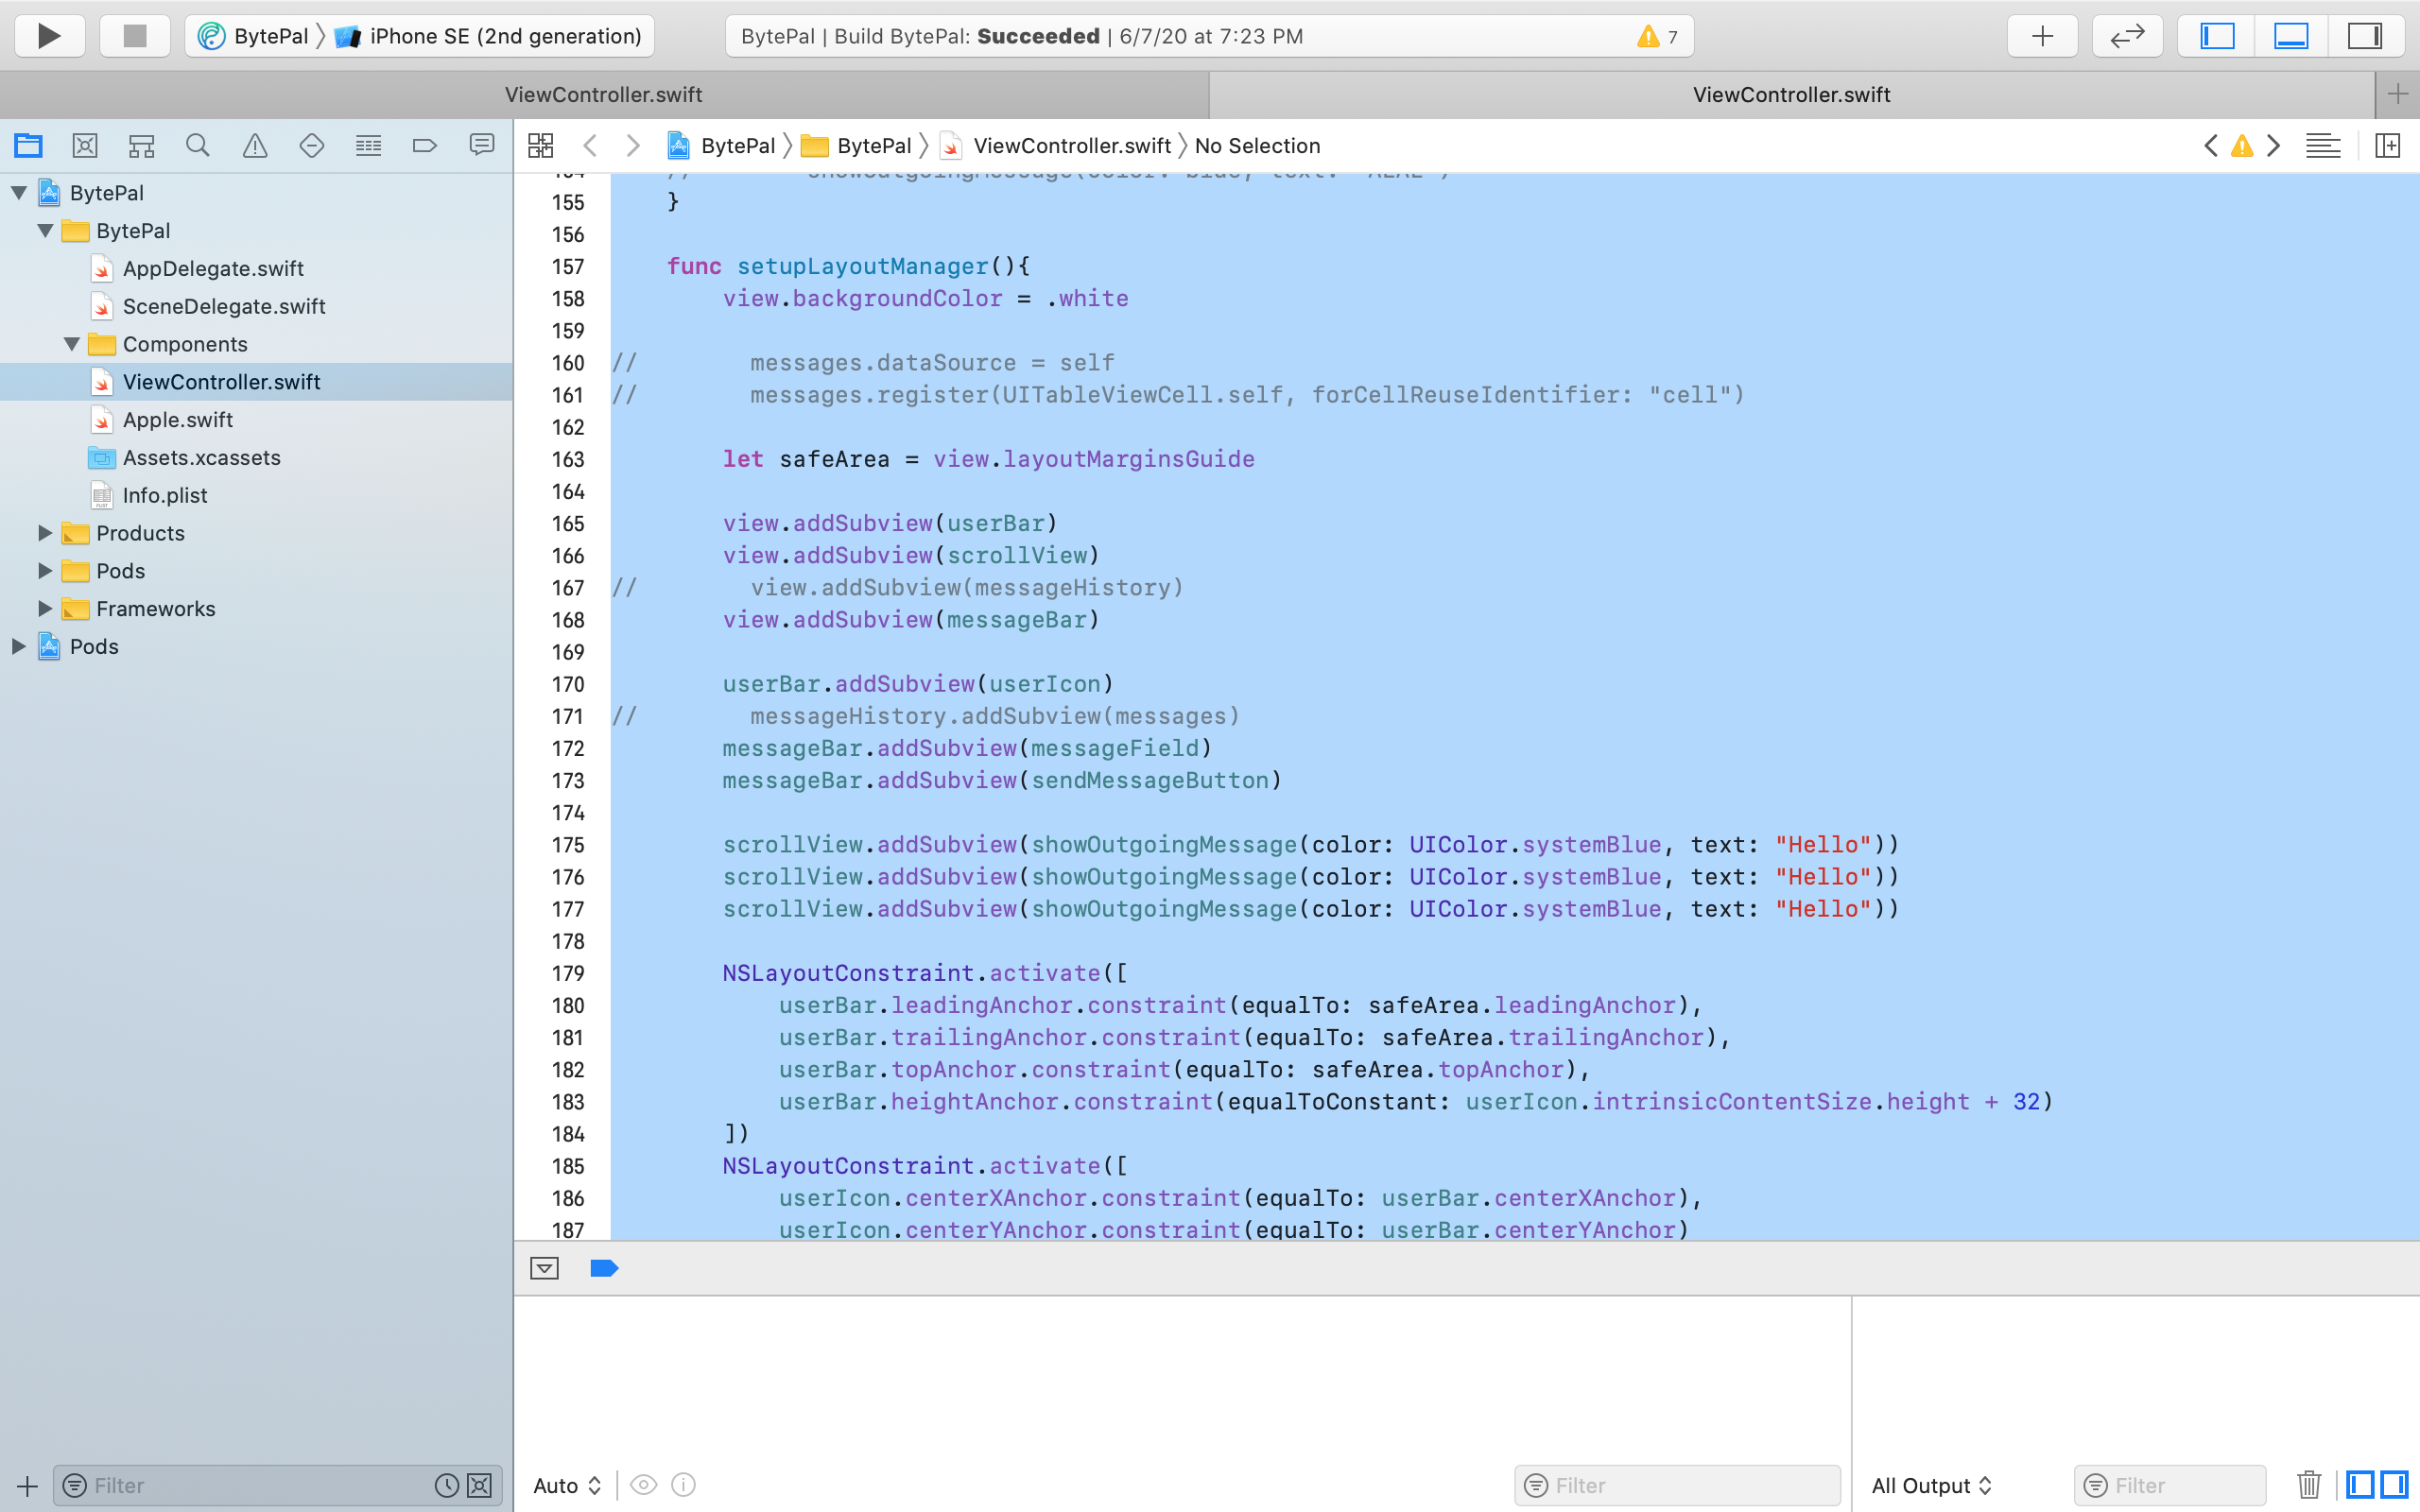 BytePal 〉 iPhone SE (2nd generation)
BytePal | Build BytePal: Succeeded | 6/7/20 at 7:23 PM
7
ViewController.swift
ViewController.swift
BytePal 〉 BytePal 〉 ViewController.swift 〉 No Selection
BytePal
BytePal
AppDelegate.swift
SceneDelegate.swift
Components
ViewController.swift
Apple.swift
Assets.xcassets
Info.plist
Products
Pods
Frameworks
Pods
155     }
156
157     func setupLayoutManager(){
158         view.backgroundColor = .white
159
160 //        messages.dataSource = self
161 //        messages.register(UITableViewCell.self, forCellReuseIdentifier: "cell")
162
163         let safeArea = view.layoutMarginsGuide
164
165         view.addSubview(userBar)
166         view.addSubview(scrollView)
167 //        view.addSubview(messageHistory)
168         view.addSubview(messageBar)
169
170         userBar.addSubview(userIcon)
171 //        messageHistory.addSubview(messages)
172         messageBar.addSubview(messageField)
173         messageBar.addSubview(sendMessageButton)
174
175         scrollView.addSubview(showOutgoingMessage(color: UIColor.systemBlue, text: "Hello"))
176         scrollView.addSubview(showOutgoingMessage(color: UIColor.systemBlue, text: "Hello"))
177         scrollView.addSubview(showOutgoingMessage(color: UIColor.systemBlue, text: "Hello"))
178
179         NSLayoutConstraint.activate([
180             userBar.leadingAnchor.constraint(equalTo: safeArea.leadingAnchor),
181             userBar.trailingAnchor.constraint(equalTo: safeArea.trailingAnchor),
182             userBar.topAnchor.constraint(equalTo: safeArea.topAnchor),
183             userBar.heightAnchor.constraint(equalToConstant: userIcon.intrinsicContentSize.height + 32)
184         ])
185         NSLayoutConstraint.activate([
186             userIcon.centerXAnchor.constraint(equalTo: userBar.centerXAnchor),
187             userIcon.centerYAnchor.constraint(equalTo: userBar.centerYAnchor)
Filter
Auto
Filter
All Output
Filter